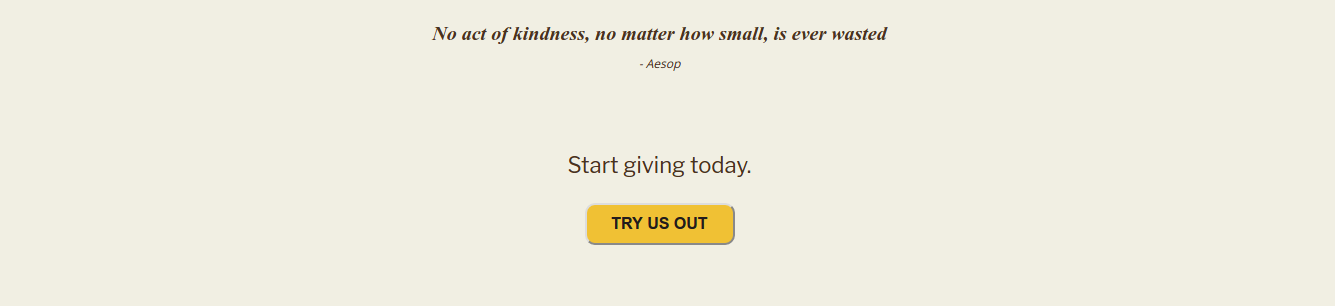 No act of kindness, no matter how small, is ever wasted
- Aesop
Start giving today.
TRY US OUT